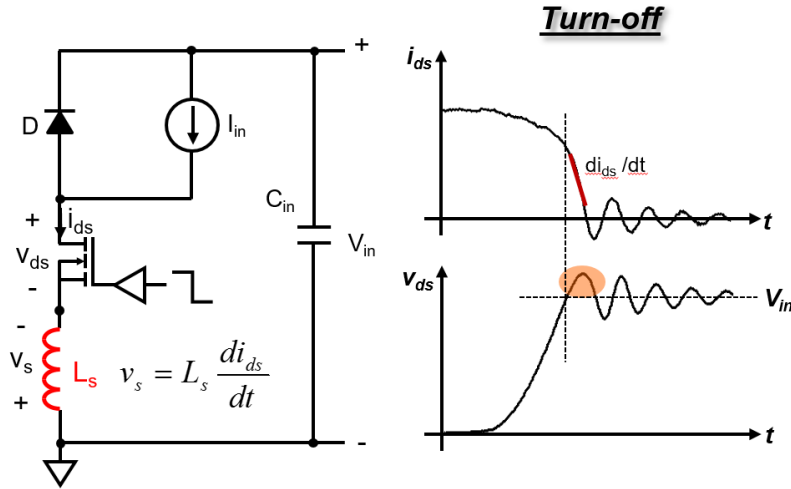 Turn-off
i_ds
di_ds /dt
t
v_ds
V_in
t
+
D
I_in
+
i_ds
v_ds
-
C_in
V_in
-
v_s
L_s
+
v_s = L_s di_ds/dt
-